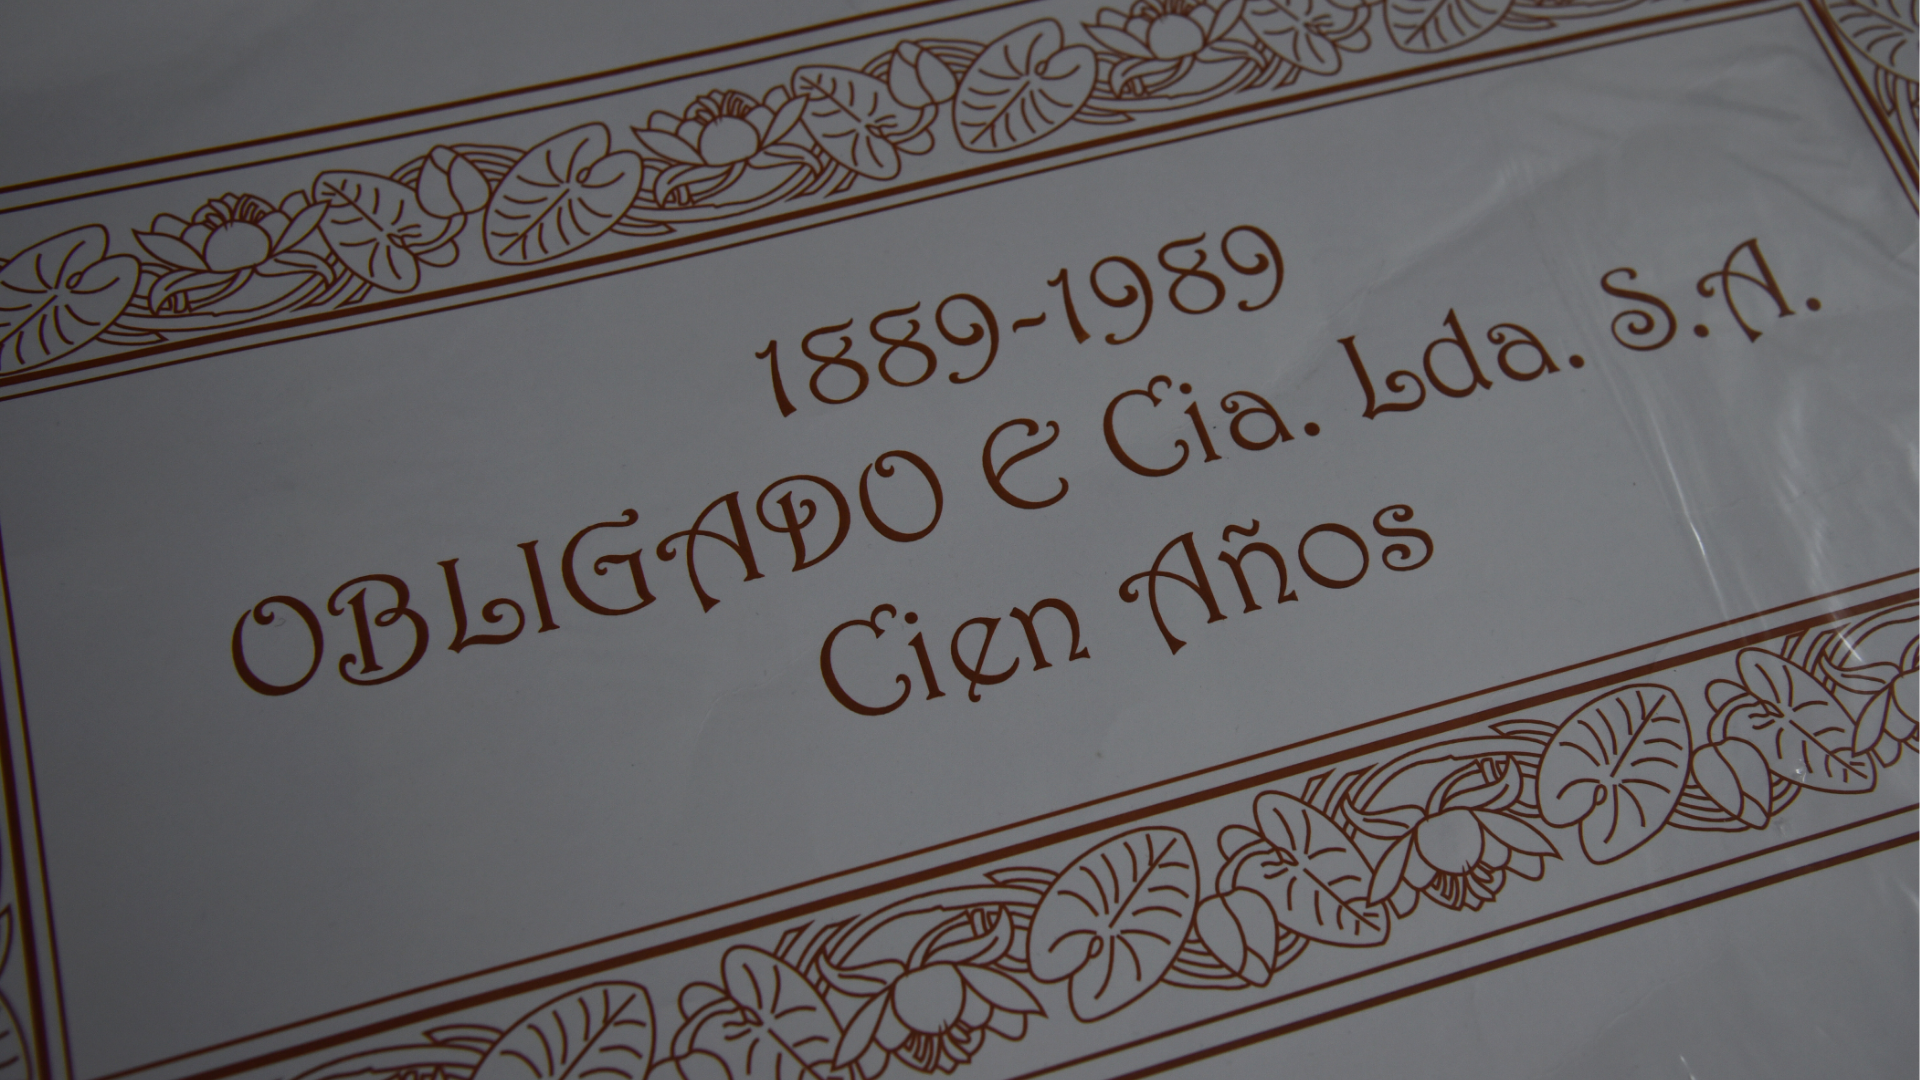 1889-1989
OBLIGADO E Cia. Lda. S.A.
Cien Años